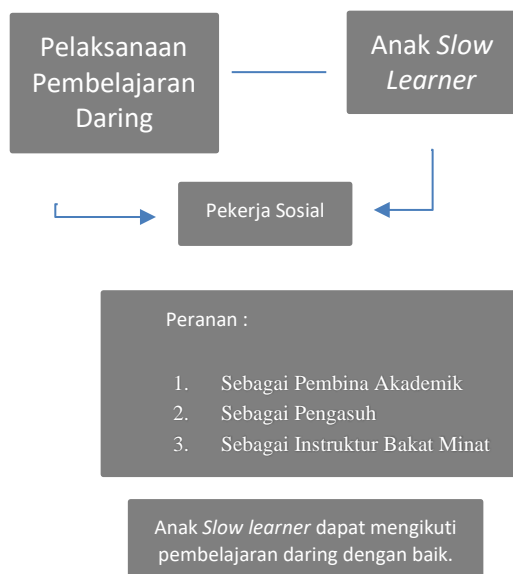 Pelaksanaan
Pembelajaran
Daring
Anak Slow
Learner
Pekerja Sosial
Peranan :
1. Sebagai Pembina Akademik
2. Sebagai Pengasuh
3. Sebagai Instruktur Bakat Minat
Anak Slow learner dapat mengikuti
pembelajaran daring dengan baik.